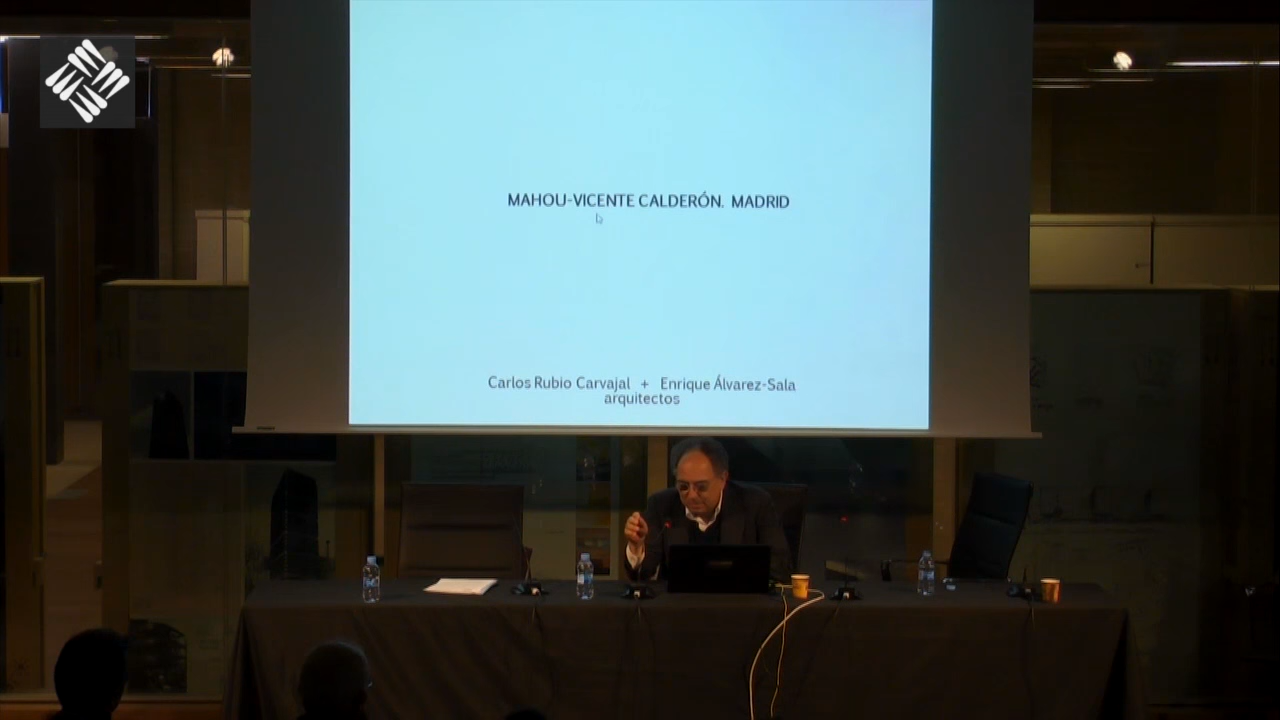 MAHOU-VICENTE CALDERÓN. MADRID
Carlos Rubio Carvajal + Enrique Álvarez-Sala
arquitectos